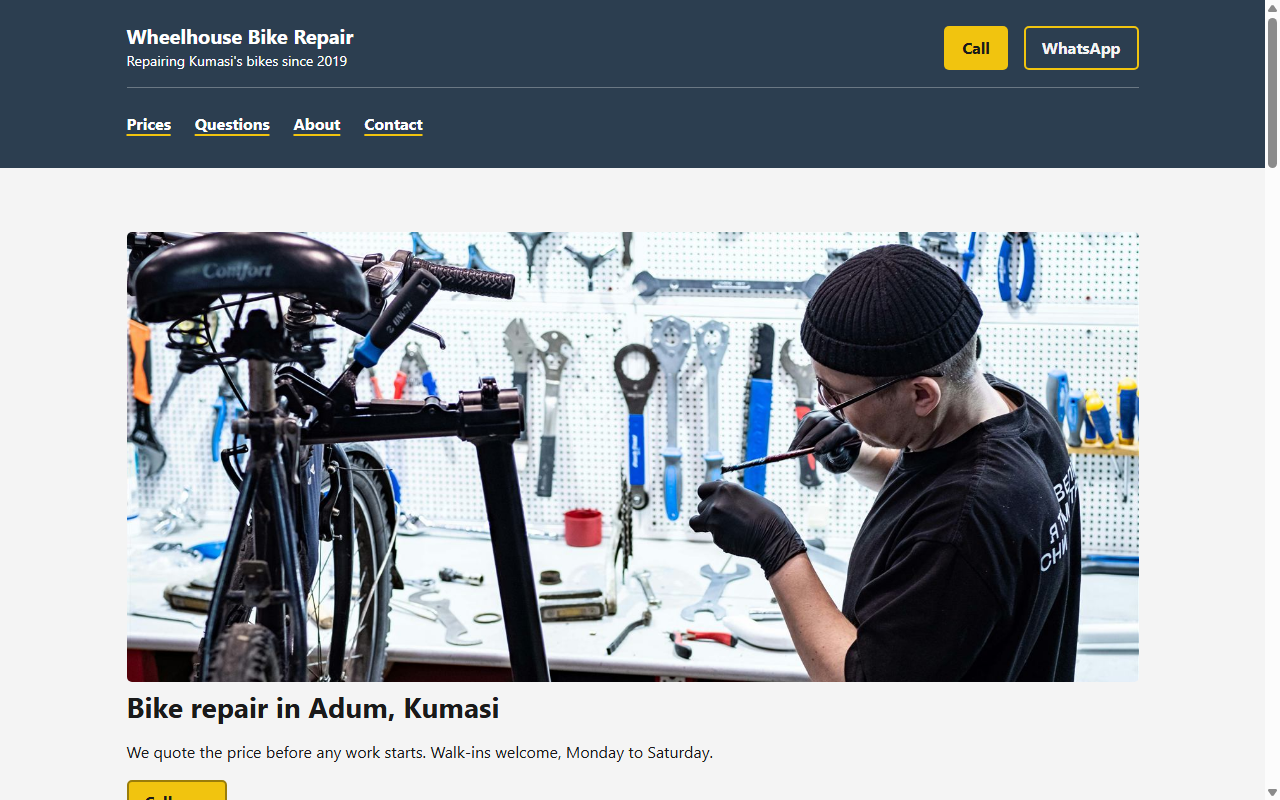 Wheelhouse Bike Repair
Repairing Kumasi's bikes since 2019
Call
WhatsApp
Prices
Questions
About
Contact
Comfort
Bike repair in Adum, Kumasi
We quote the price before any work starts. Walk-ins welcome, Monday to Saturday.